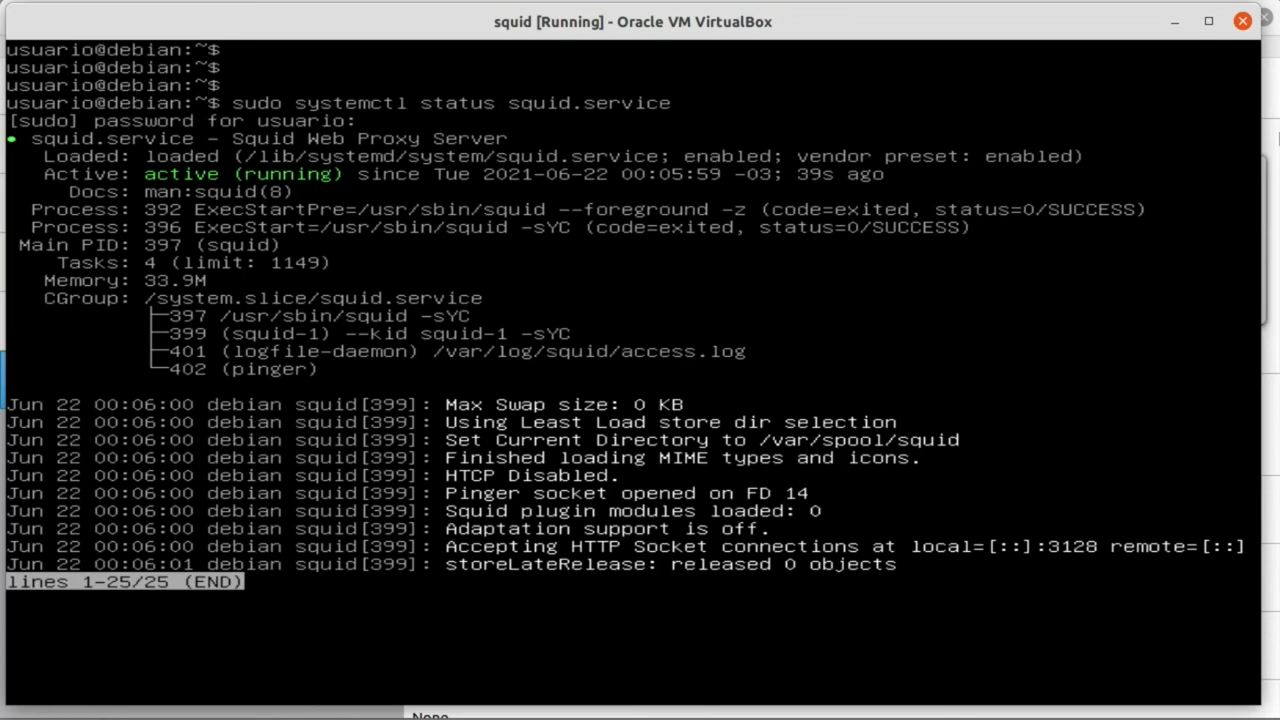 squid [Running] - Oracle VM VirtualBox
usuario@debian:~$
usuario@debian:~$
usuario@debian:~$
usuario@debian:~$ sudo systemctl status squid.service
[sudo] password for usuario:
● squid.service - Squid Web Proxy Server
Loaded: loaded (/lib/systemd/system/squid.service; enabled; vendor preset: enabled)
Active: active (running) since Tue 2021-06-22 00:05:59 -03; 39s ago
Docs: man:squid(8)
Process: 392 ExecStartPre=/usr/sbin/squid --foreground -z (code=exited, status=0/SUCCESS)
Process: 396 ExecStart=/usr/sbin/squid -sYC (code=exited, status=0/SUCCESS)
Main PID: 397 (squid)
Tasks: 4 (limit: 1149)
Memory: 33.9M
CGroup: /system.slice/squid.service
├─397 /usr/sbin/squid -sYC
├─399 (squid-1) --kid squid-1 -sYC
├─401 (logfile-daemon) /var/log/squid/access.log
└─402 (pinger)
Jun 22 00:06:00 debian squid[399]: Max Swap size: 0 KB
Jun 22 00:06:00 debian squid[399]: Using Least Load store dir selection
Jun 22 00:06:00 debian squid[399]: Set Current Directory to /var/spool/squid
Jun 22 00:06:00 debian squid[399]: Finished loading MIME types and icons.
Jun 22 00:06:00 debian squid[399]: HTCP Disabled.
Jun 22 00:06:00 debian squid[399]: Pinger socket opened on FD 14
Jun 22 00:06:00 debian squid[399]: Squid plugin modules loaded: 0
Jun 22 00:06:00 debian squid[399]: Adaptation support is off.
Jun 22 00:06:00 debian squid[399]: Accepting HTTP Socket connections at local=[::]:3128 remote=[::]
Jun 22 00:06:01 debian squid[399]: storeLateRelease: released 0 objects
lines 1-25/25 (END)
None